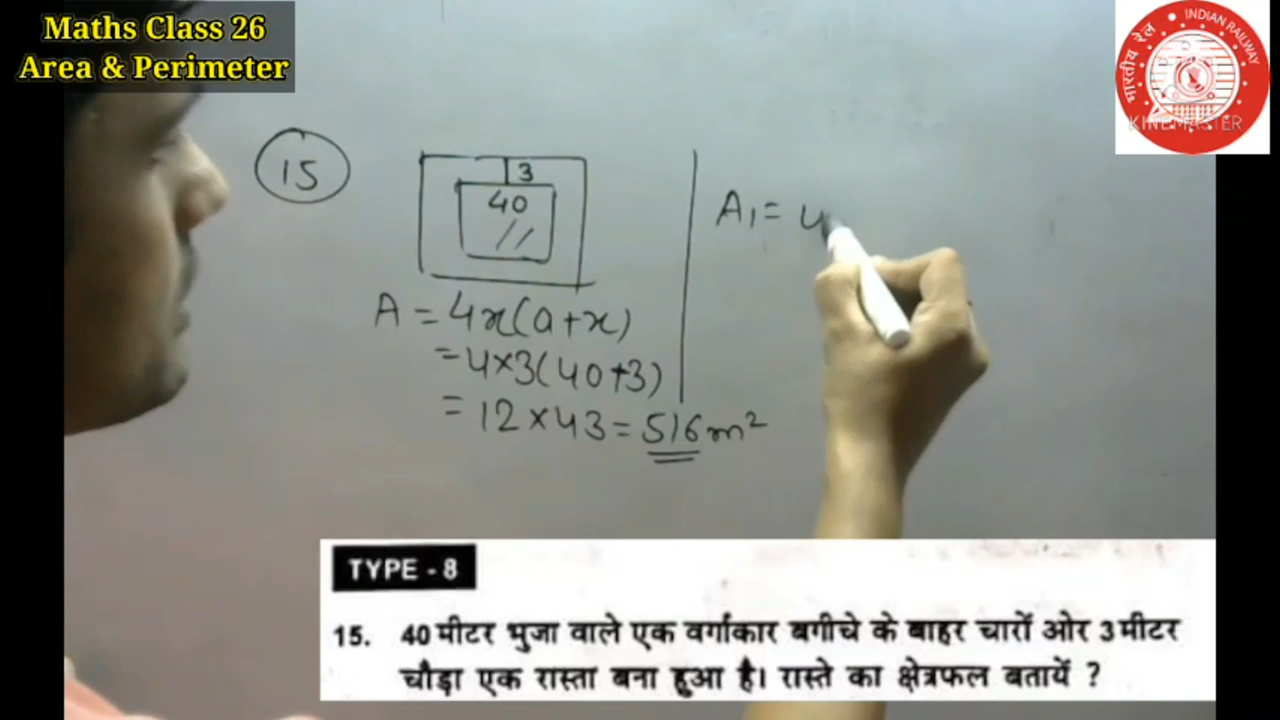 Maths Class 26
Area & Perimeter
भारतीय रेल INDIAN RAILWAY
KINEMASTER
15
3
40
A = 4x(a+x)
=4×3(40+3)
= 12×43=516m²
A₁= 4
TYPE - 8
15. 40 मीटर भुजा वाले एक वर्गाकार बगीचे के बाहर चारों ओर 3 मीटर
चौड़ा एक रास्ता बना हुआ है। रास्ते का क्षेत्रफल बतायें ?